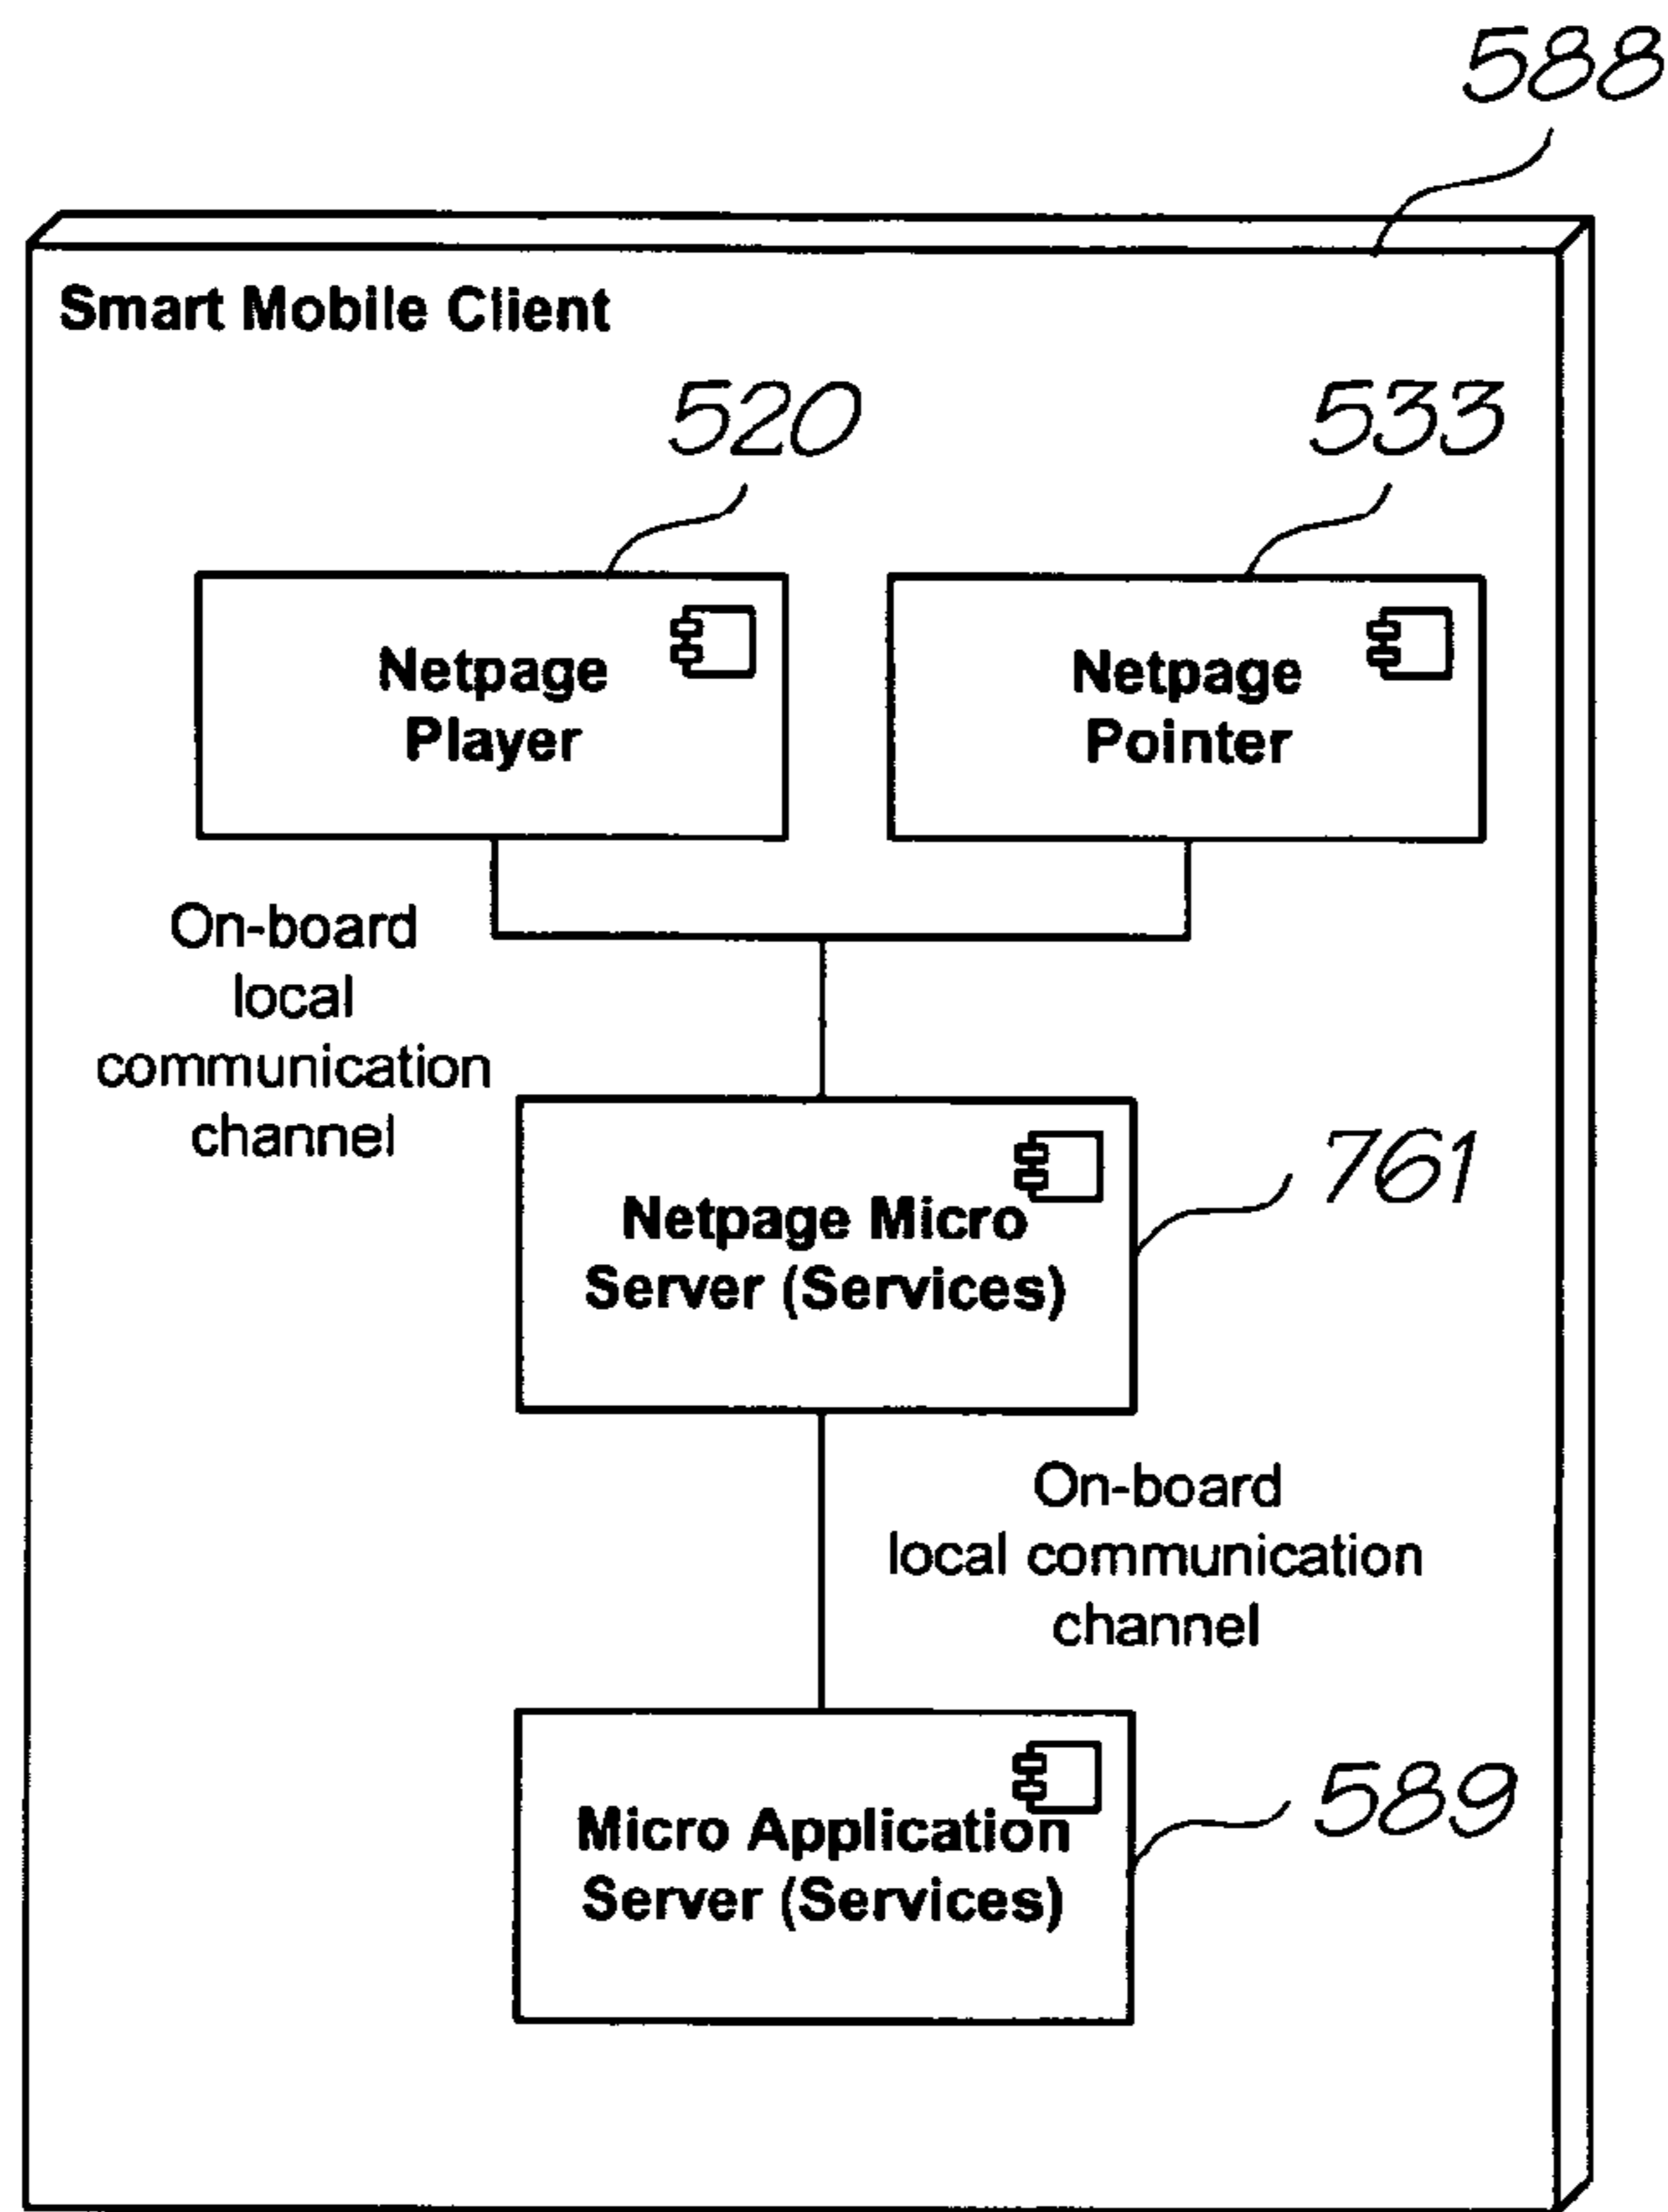 588
Smart Mobile Client
520
533
Netpage
Player
Netpage
Pointer
On-board
local
communication
channel
761
Netpage Micro
Server (Services)
On-board
local communication
channel
589
Micro Application
Server (Services)